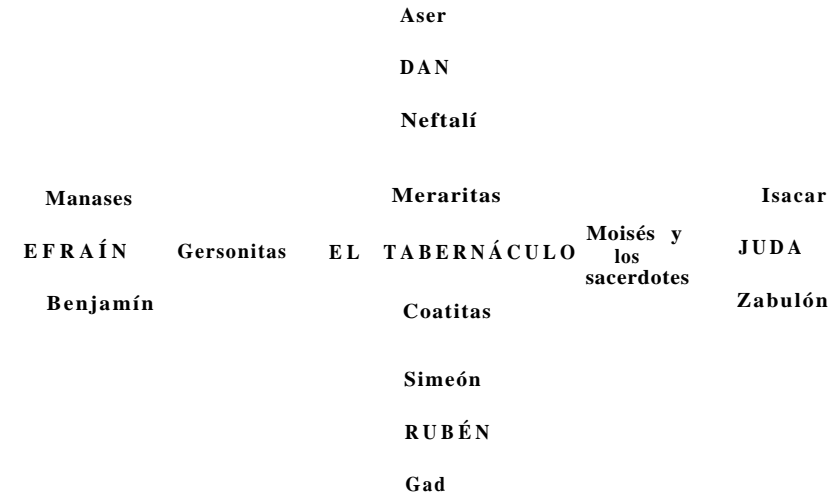 Aser
DAN
Neftalí
Manases
Meraritas
Isacar
EFRAÍN
Gersonitas
EL TABERNÁCULO
Moisés y
los
sacerdotes
JUDA
Benjamín
Coatitas
Zabulón
Simeón
RUBÉN
Gad